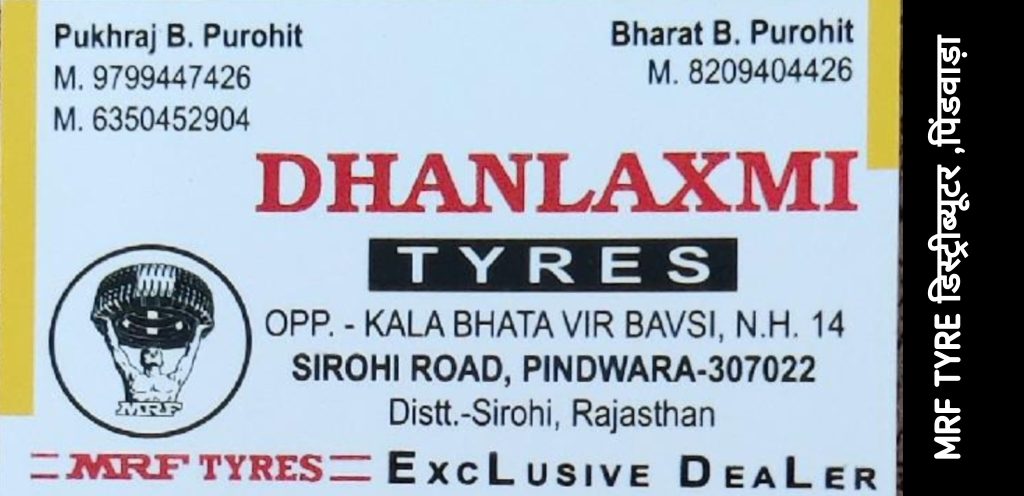 Pukhraj B. Purohit
M. 9799447426
M. 6350452904
Bharat B. Purohit
M. 8209404426
DHANLAXMI
TYRES
OPP. - KALA BHATA VIR BAVSI, N.H. 14
SIROHI ROAD, PINDWARA-307022
Distt.-Sirohi, Rajasthan
MRF
MRF TYRES EXCLUSIVE DEALER
MRF TYRE डिस्ट्रीब्यूटर ,पिंडवाड़ा